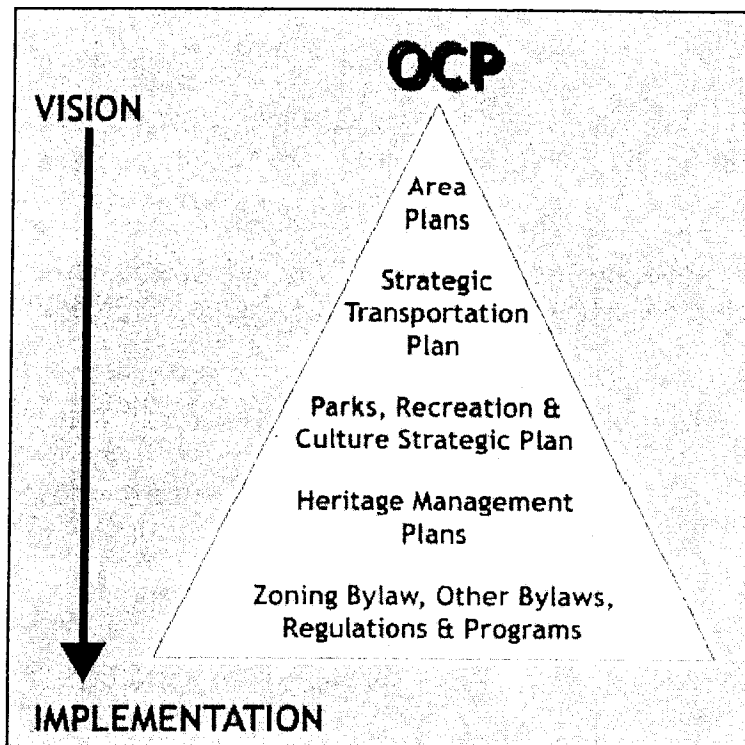 OCP
VISION
Area
Plans
Strategic
Transportation
Plan
Parks, Recreation &
Culture Strategic Plan
Heritage Management
Plans
Zoning Bylaw, Other Bylaws,
Regulations & Programs
IMPLEMENTATION